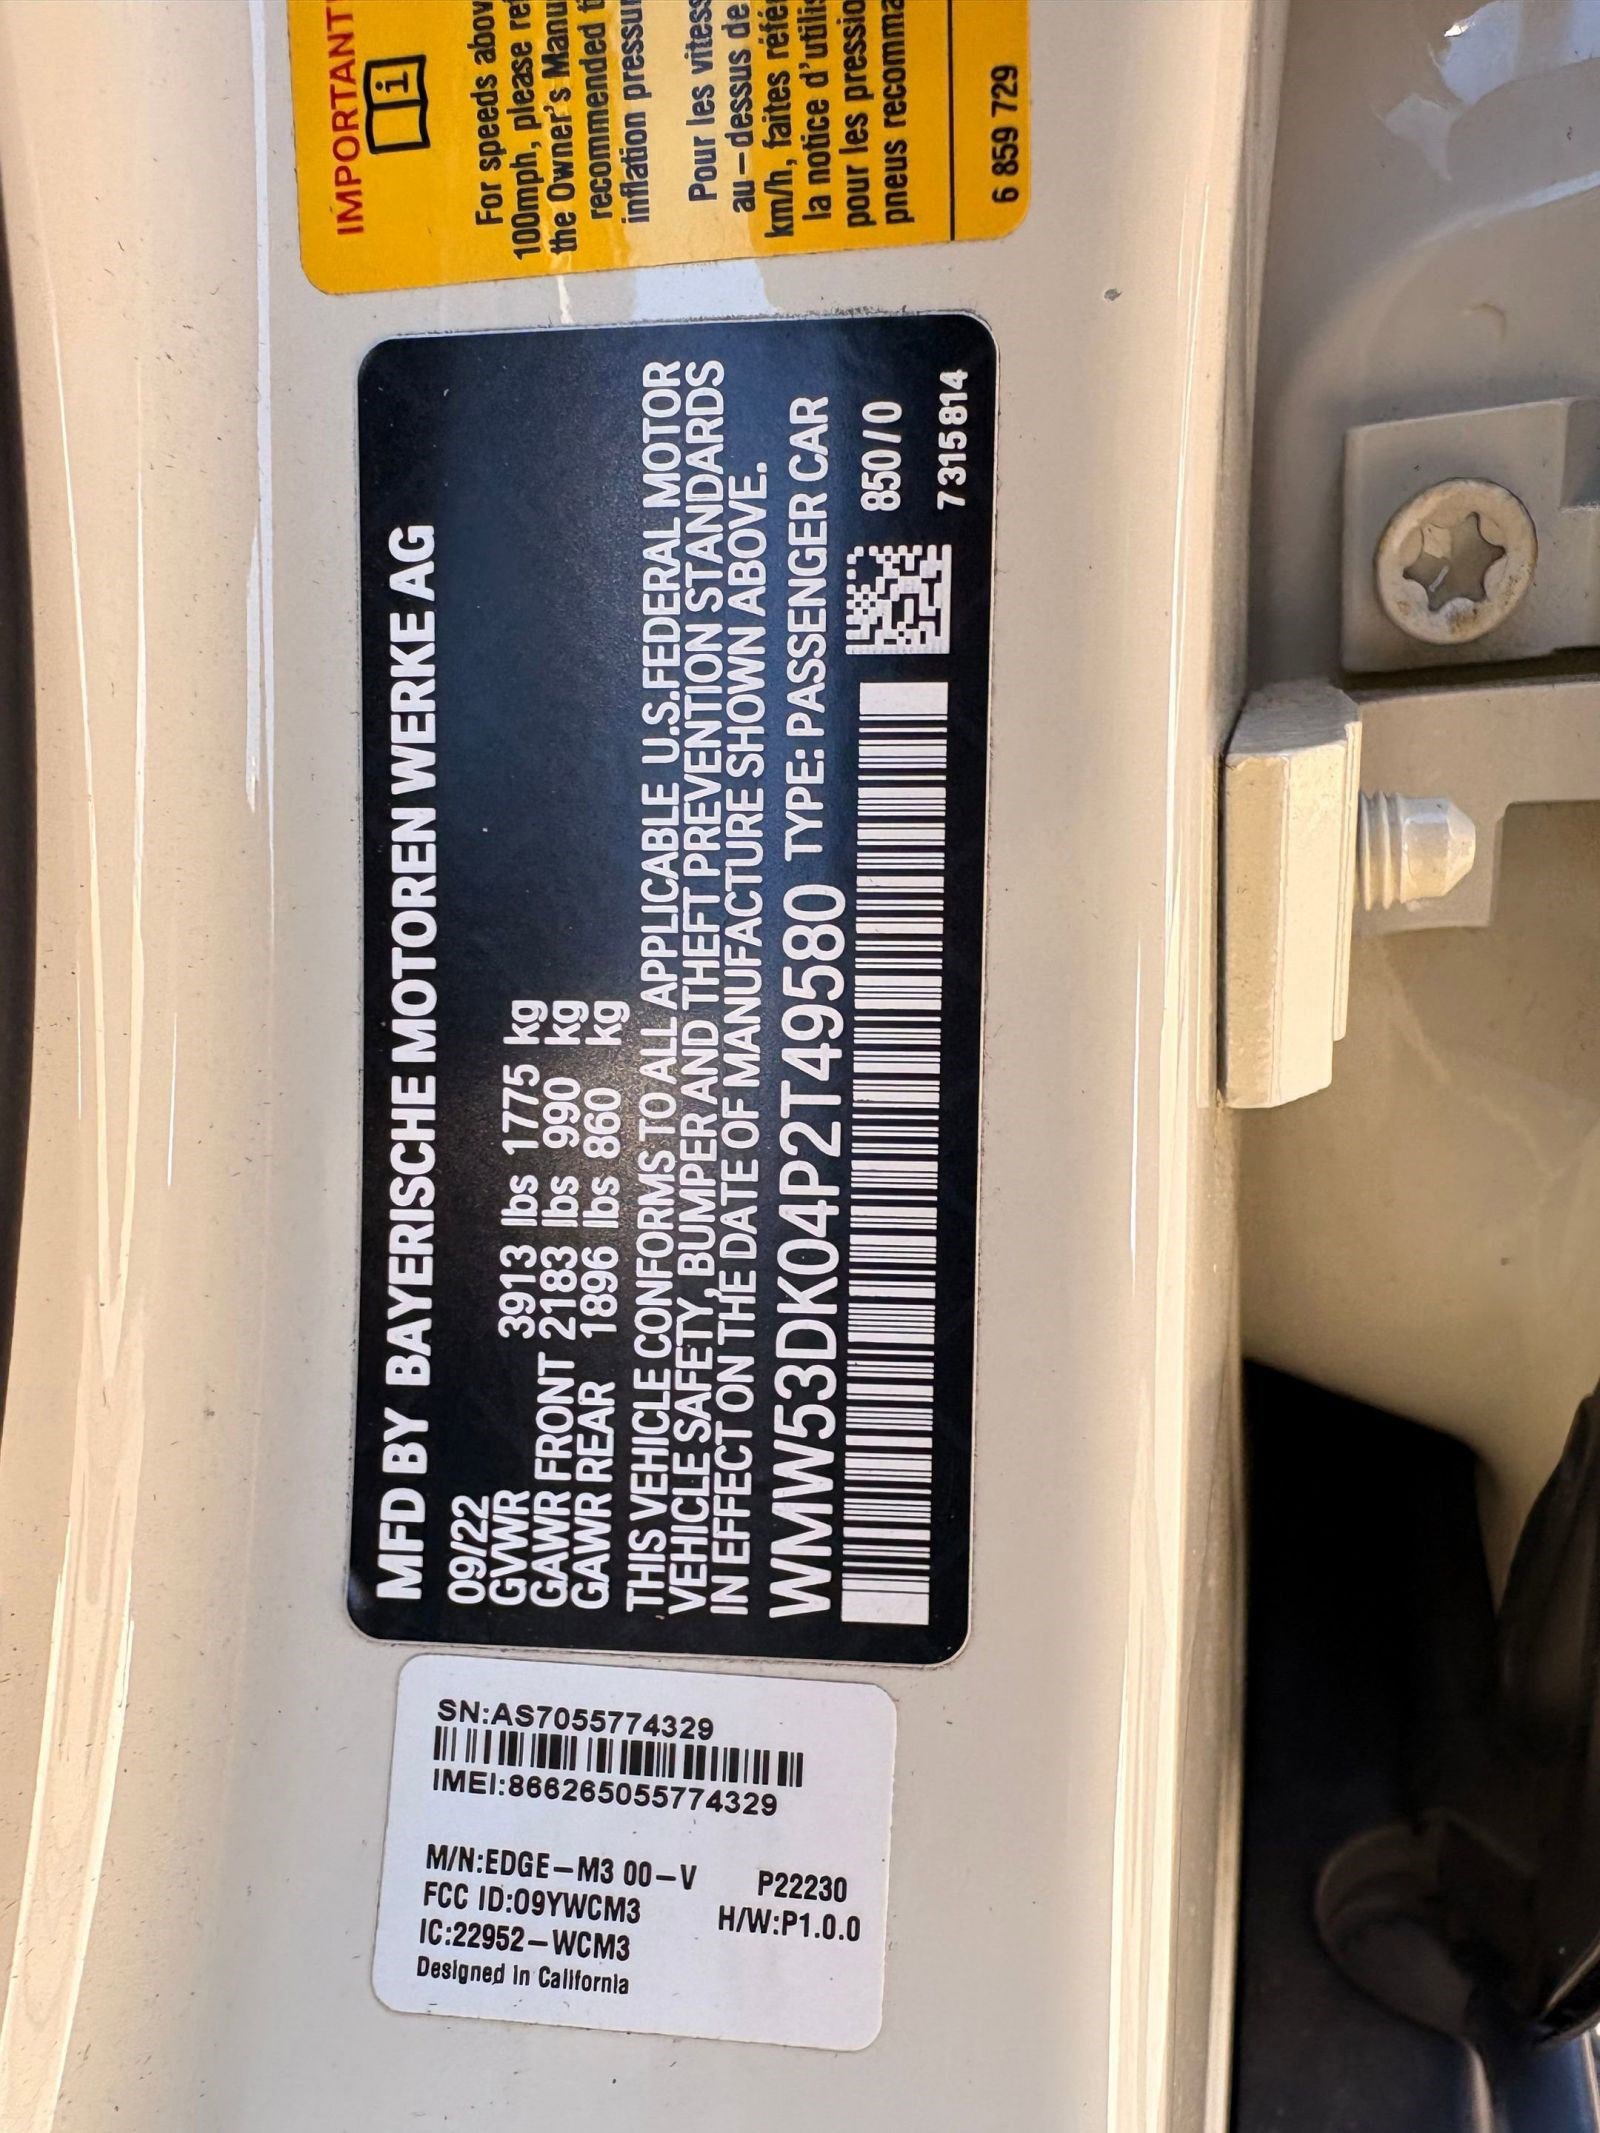 IMPORTANT
i
For speeds abov
100mph, please ref
the Owner's Manu
recommended t
inflation pressur
Pour les vitess
au-dessus de
km/h, faites réfé
la notice d'utilis
pour les pressio
pneus recomma
6 859 729
MFD BY BAYERISCHE MOTOREN WERKE AG
09/22
GVWR 3913 lbs 1775 kg
GAWR FRONT 2183 lbs 990 kg
GAWR REAR 1896 lbs 860 kg
THIS VEHICLE CONFORMS TO ALL APPLICABLE U.S.FEDERAL MOTOR
VEHICLE SAFETY, BUMPER AND THEFT PREVENTION STANDARDS
IN EFFECT ON THE DATE OF MANUFACTURE SHOWN ABOVE.
WMW53DK04P2T49580 TYPE: PASSENGER CAR
850/0
7315814
SN:AS7055774329
IMEI:866265055774329
M/N:EDGE-M3 00-V P22230
FCC ID:O9YWCM3 H/W:P1.0.0
IC:22952-WCM3
Designed in California